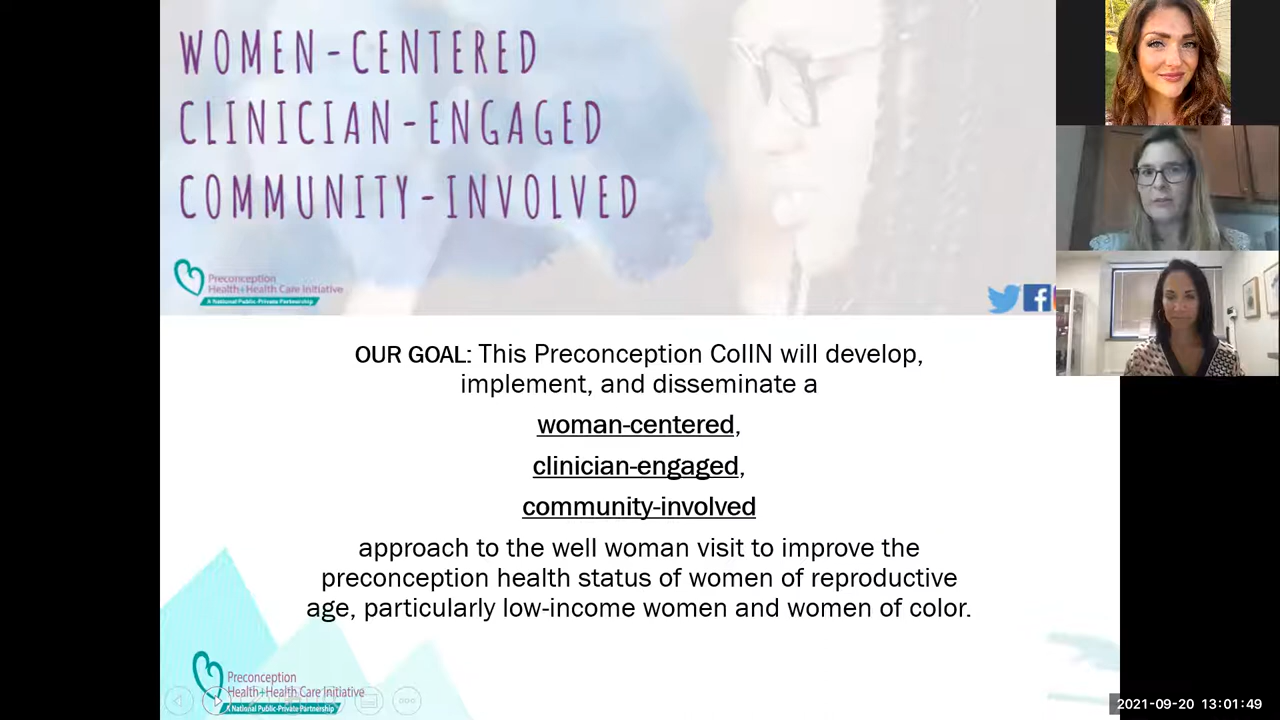 WOMEN-CENTERED
CLINICIAN-ENGAGED
COMMUNITY-INVOLVED
Preconception
Health+Health Care Initiative
A National Public-Private Partnership
OUR GOAL: This Preconception CoIIN will develop,
implement, and disseminate a
woman-centered,
clinician-engaged,
community-involved
approach to the well woman visit to improve the
preconception health status of women of reproductive
age, particularly low-income women and women of color.
Preconception
Health+Health Care Initiative
A National Public-Private Partnership
2021-09-20 13:01:49